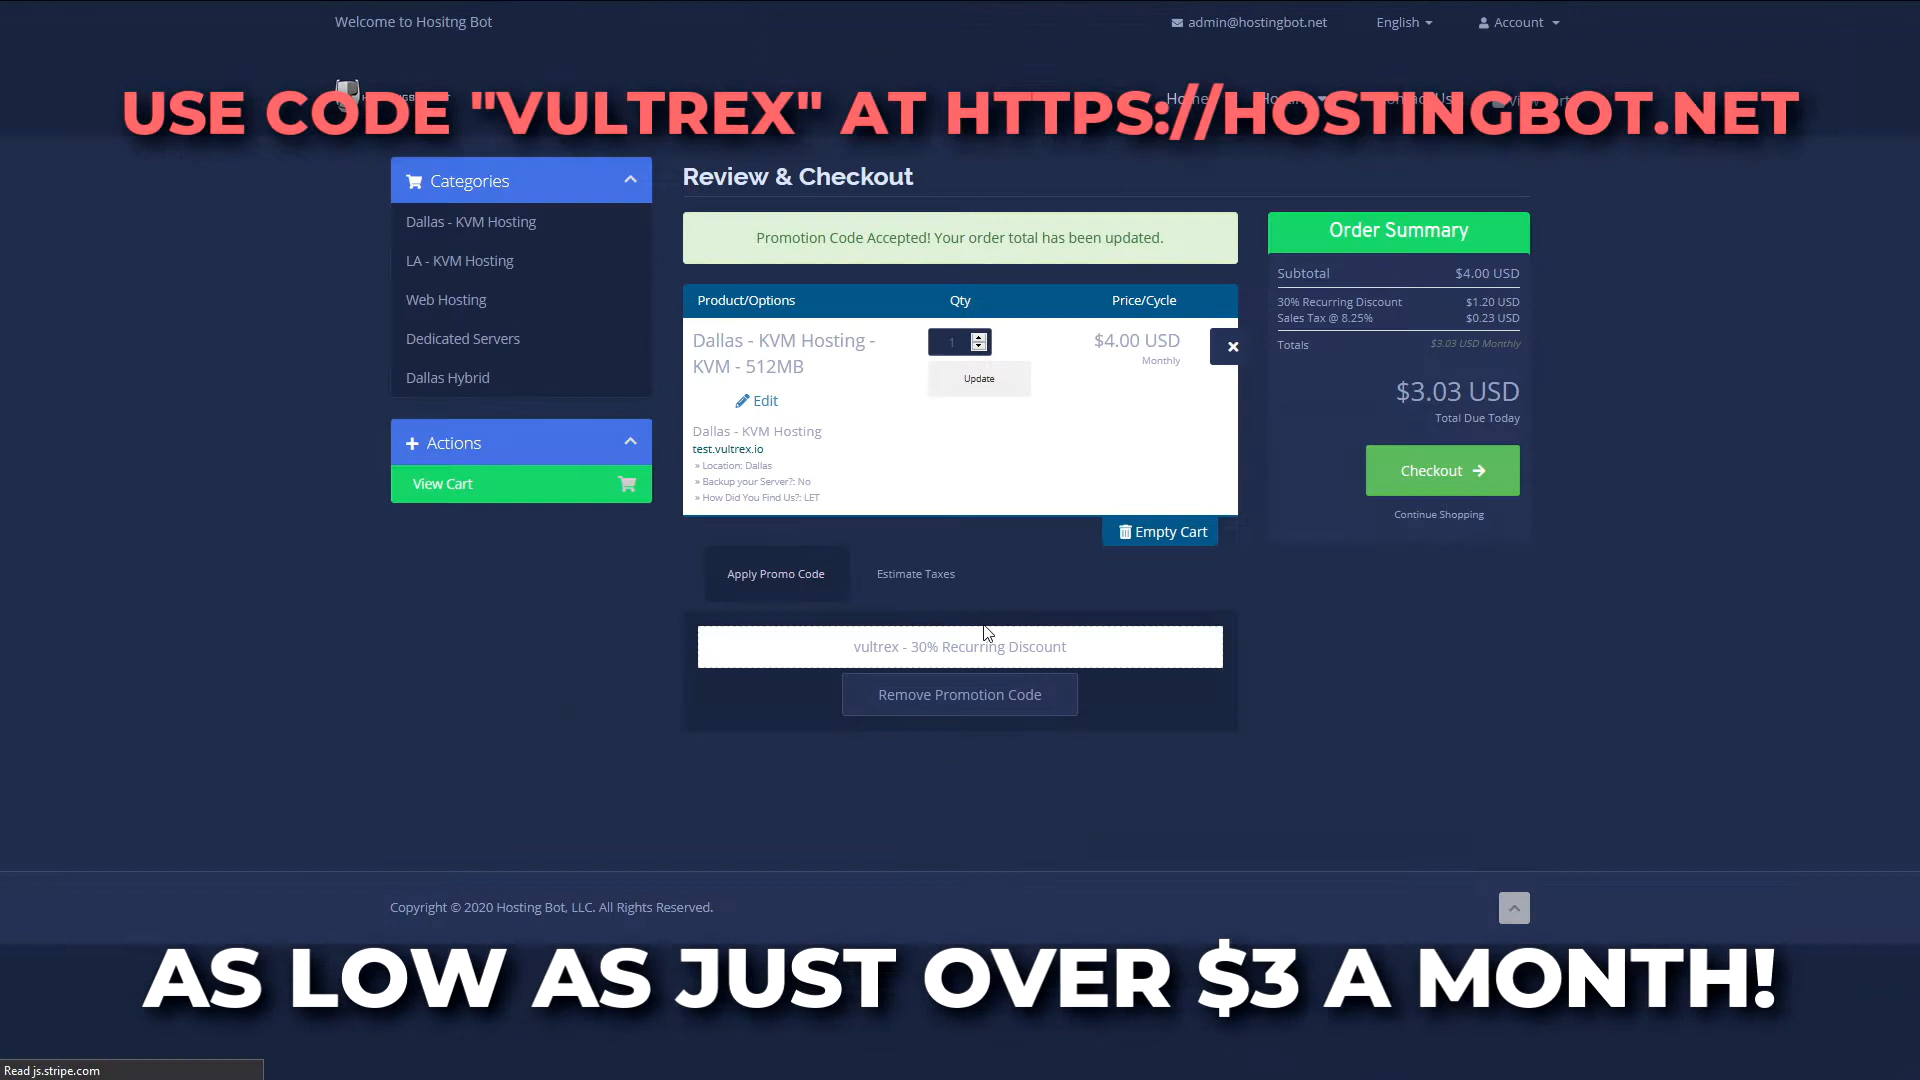 Welcome to Hositng Bot
admin@hostingbot.net
English
Account
USE CODE "VULTREX" AT HTTPS://HOSTINGBOT.NET
Categories
Dallas - KVM Hosting
LA - KVM Hosting
Web Hosting
Dedicated Servers
Dallas Hybrid
Actions
View Cart
Review & Checkout
Promotion Code Accepted! Your order total has been updated.
Product/Options Qty Price/Cycle
Dallas - KVM Hosting -
KVM - 512MB
1
Update
$4.00 USD
Monthly
Edit
Dallas - KVM Hosting
test.vultrex.io
» Location: Dallas
» Backup your Server?: No
» How Did You Find Us?: LET
Empty Cart
Apply Promo Code
Estimate Taxes
vultrex - 30% Recurring Discount
Remove Promotion Code
Order Summary
Subtotal $4.00 USD
30% Recurring Discount $1.20 USD
Sales Tax @ 8.25% $0.23 USD
Totals $3.03 USD Monthly
$3.03 USD
Total Due Today
Checkout
Continue Shopping
Copyright © 2020 Hosting Bot, LLC. All Rights Reserved.
AS LOW AS JUST OVER $3 A MONTH!
Read js.stripe.com